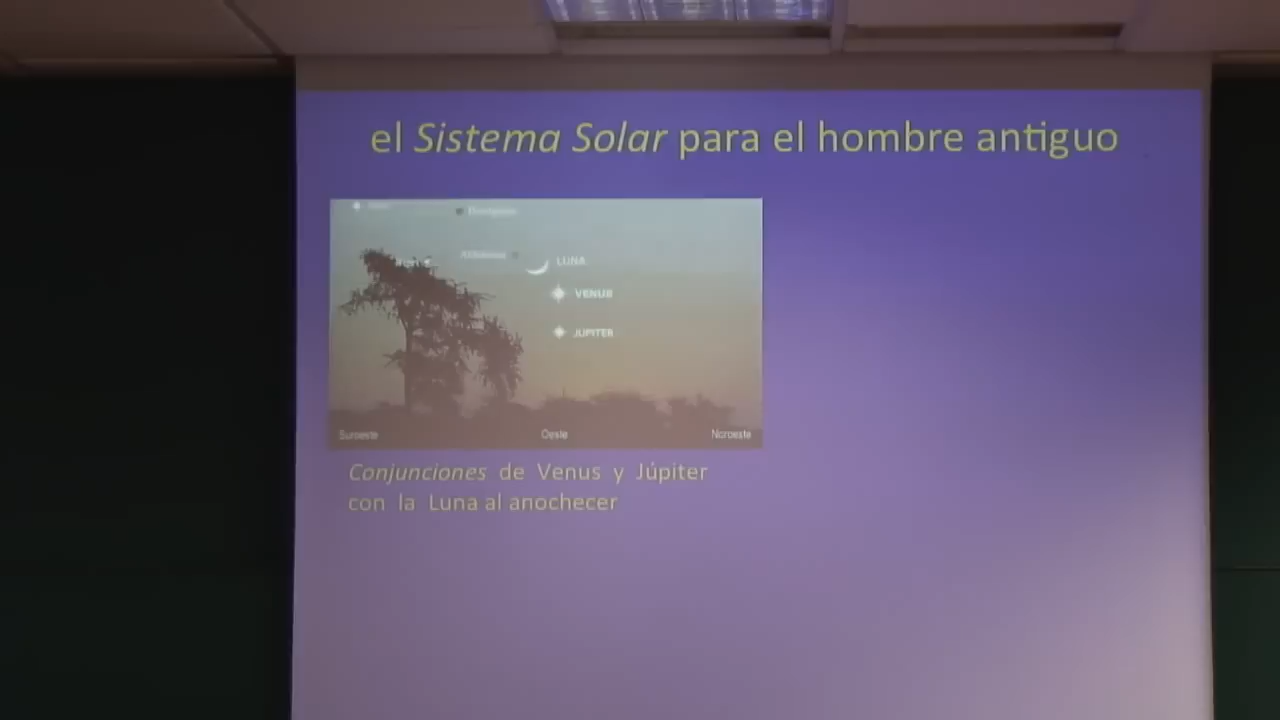 el Sistema Solar para el hombre antiguo
LUNA
VENUS
JUPITER
Suroeste
Oeste
Noroeste
Conjunciones de Venus y Júpiter
con la Luna al anochecer